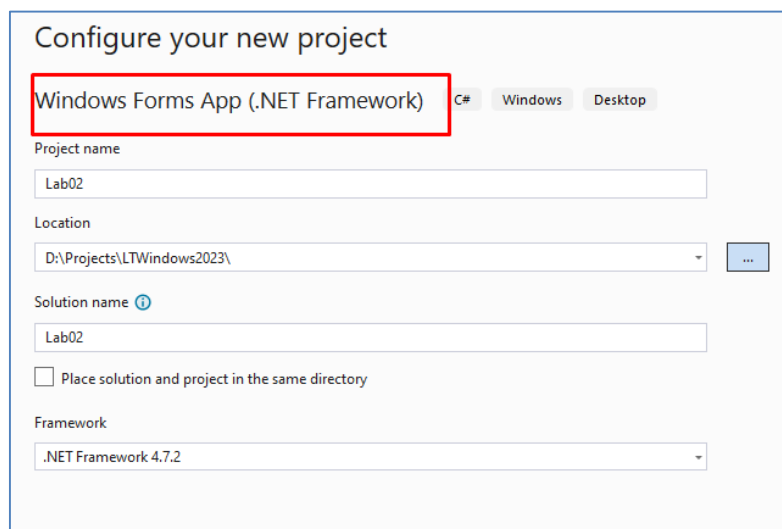 Configure your new project
Windows Forms App (.NET Framework) C# Windows Desktop
Project name
Lab02
Location
D:\Projects\LTWindows2023\
...
Solution name
Lab02
Place solution and project in the same directory
Framework
.NET Framework 4.7.2